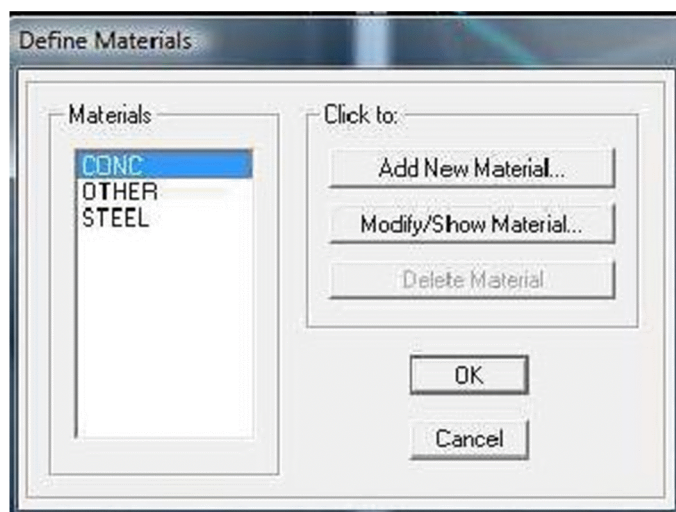 Define Materials
Materials
CONC
OTHER
STEEL
Click to:
Add New Material...
Modify/Show Material...
Delete Material
OK
Cancel